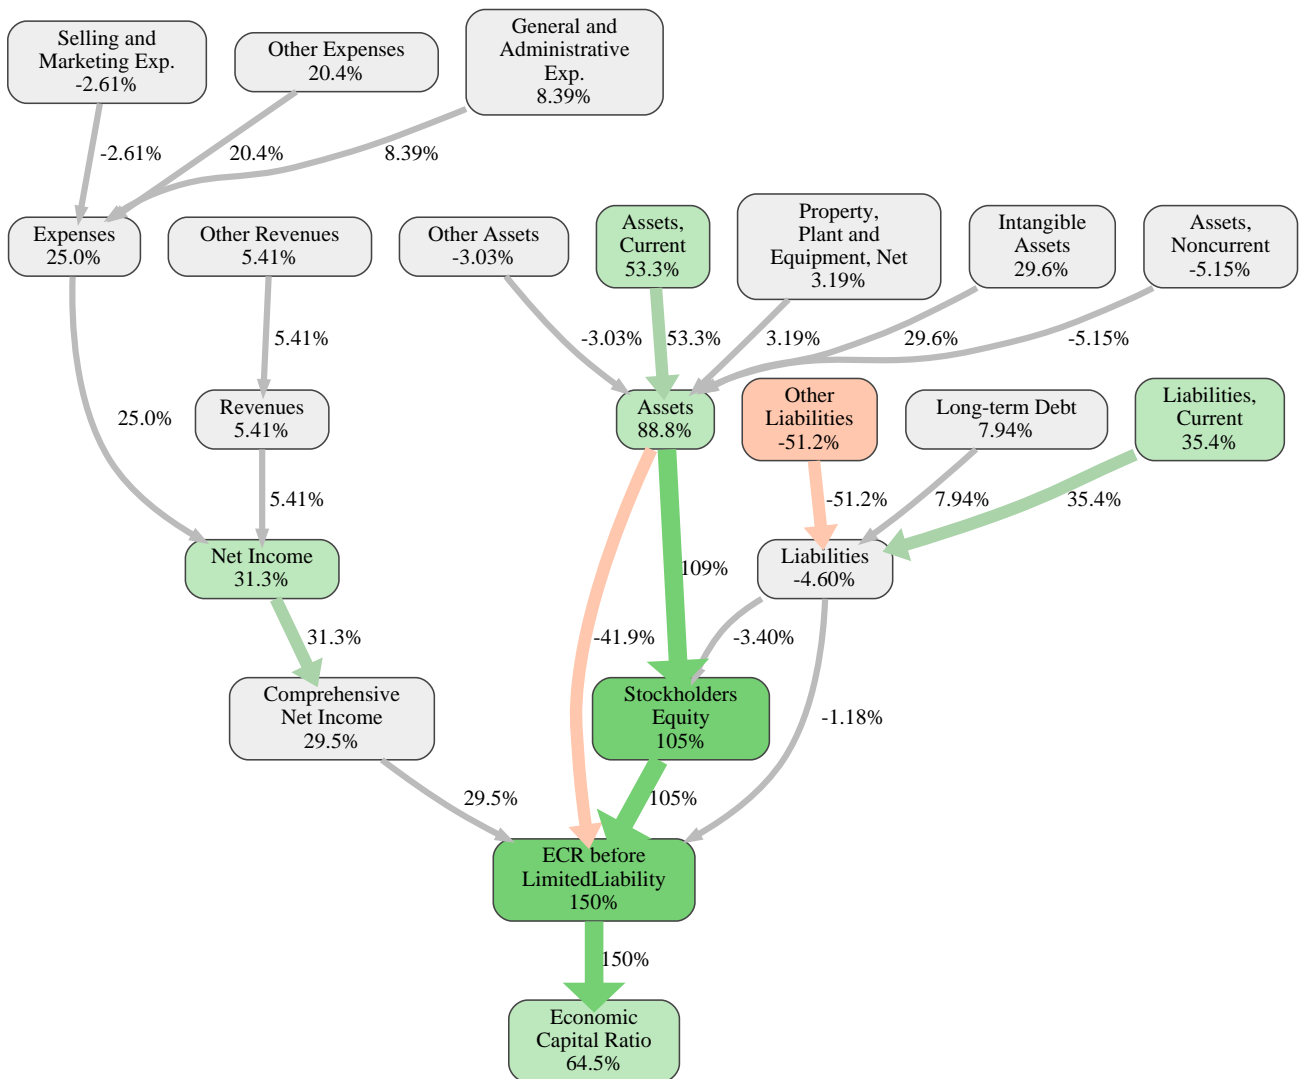 Selling and
Marketing Exp.
-2.61%
Other Expenses
20.4%
General and
Administrative
Exp.
8.39%
-2.61%
20.4%
8.39%
Expenses
25.0%
Other Revenues
5.41%
Other Assets
-3.03%
Assets,
Current
53.3%
Property,
Plant and
Equipment, Net
3.19%
Intangible
Assets
29.6%
Assets,
Noncurrent
-5.15%
5.41%
-3.03%
53.3%
3.19%
29.6%
-5.15%
25.0%
Revenues
5.41%
Assets
88.8%
Other
Liabilities
-51.2%
Long-term Debt
7.94%
Liabilities,
Current
35.4%
5.41%
-51.2%
7.94%
35.4%
Net Income
31.3%
109%
Liabilities
-4.60%
31.3%
-41.9%
-3.40%
Comprehensive
Net Income
29.5%
Stockholders
Equity
105%
-1.18%
29.5%
105%
ECR before
LimitedLiability
150%
150%
Economic
Capital Ratio
64.5%